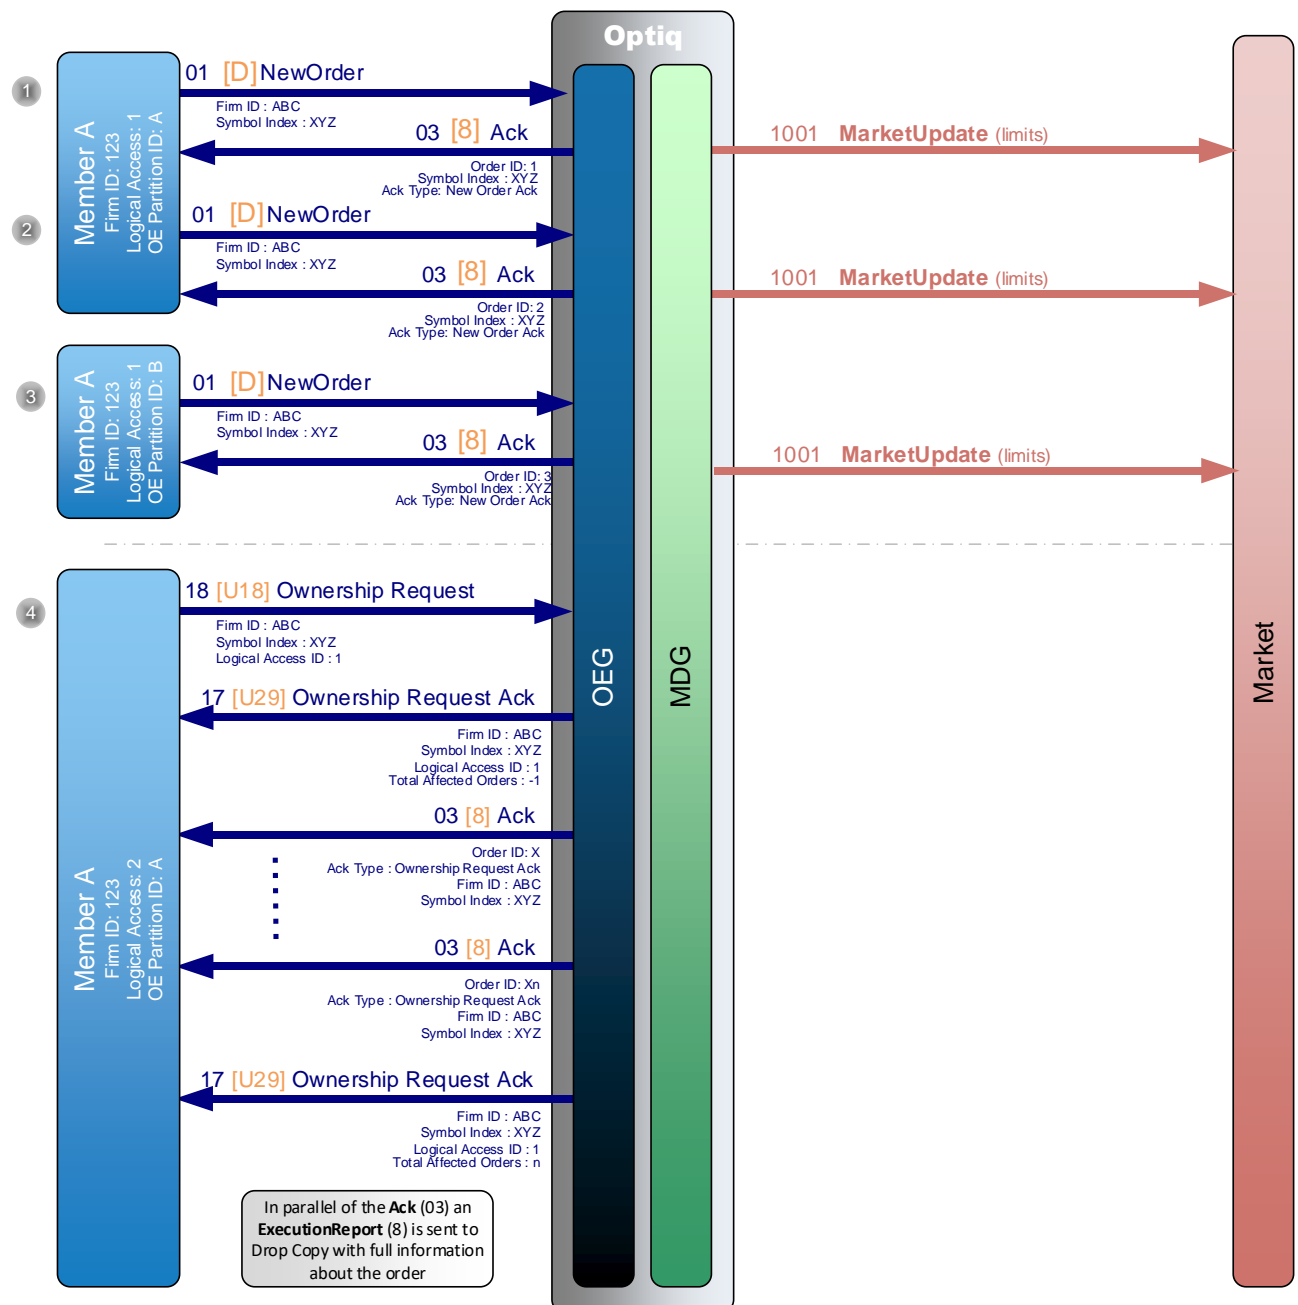 Optiq
1
Member A
Firm ID: 123
Logical Access: 1
OE Partition ID: A
01 [D] NewOrder
Firm ID : ABC
Symbol Index : XYZ
03 [8] Ack
Order ID: 1
Symbol Index : XYZ
Ack Type: New Order Ack
1001 MarketUpdate (limits)
2
01 [D] NewOrder
Firm ID : ABC
Symbol Index : XYZ
03 [8] Ack
Order ID: 2
Symbol Index : XYZ
Ack Type: New Order Ack
1001 MarketUpdate (limits)
3
Member A
Firm ID: 123
Logical Access: 1
OE Partition ID: B
01 [D] NewOrder
Firm ID : ABC
Symbol Index : XYZ
03 [8] Ack
Order ID: 3
Symbol Index : XYZ
Ack Type: New Order Ack
1001 MarketUpdate (limits)
4
Member A
Firm ID: 123
Logical Access: 2
OE Partition ID: A
18 [U18] Ownership Request
Firm ID : ABC
Symbol Index : XYZ
Logical Access ID : 1
17 [U29] Ownership Request Ack
Firm ID : ABC
Symbol Index : XYZ
Logical Access ID : 1
Total Affected Orders : -1
03 [8] Ack
Order ID: X
Ack Type : Ownership Request Ack
Firm ID : ABC
Symbol Index : XYZ
03 [8] Ack
Order ID: Xn
Ack Type : Ownership Request Ack
Firm ID : ABC
Symbol Index : XYZ
17 [U29] Ownership Request Ack
Firm ID : ABC
Symbol Index : XYZ
Logical Access ID : 1
Total Affected Orders : n
In parallel of the Ack (03) an
ExecutionReport (8) is sent to
Drop Copy with full information
about the order
OEG
MDG
Market